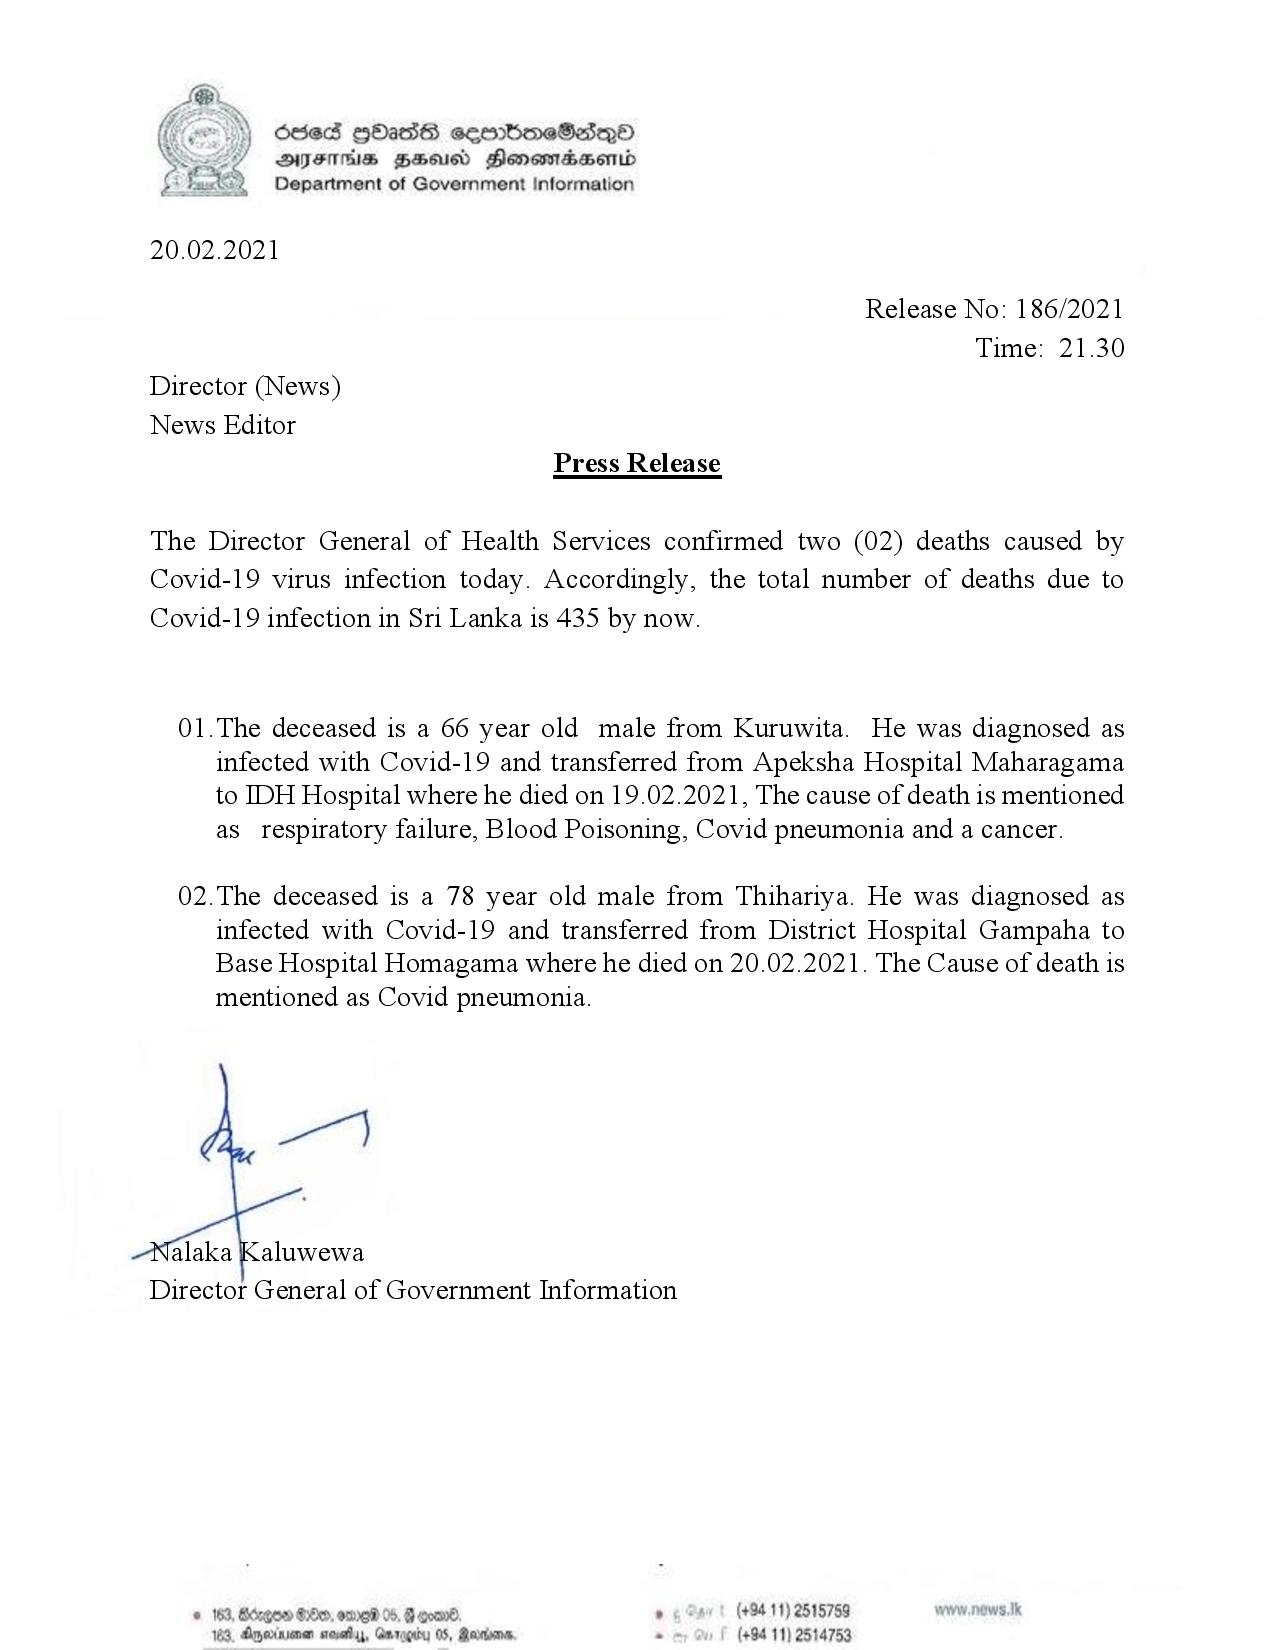 රජයේ ප්‍රවෘත්ති දෙපාර්තමේන්තුව
அரசாங்க தகவல் திணைக்களம்
Department of Government Information
20.02.2021
Release No: 186/2021
Time: 21.30
Director (News)
News Editor
Press Release
The Director General of Health Services confirmed two (02) deaths caused by
Covid-19 virus infection today. Accordingly, the total number of deaths due to
Covid-19 infection in Sri Lanka is 435 by now.
01. The deceased is a 66 year old male from Kuruwita. He was diagnosed as
infected with Covid-19 and transferred from Apeksha Hospital Maharagama
to IDH Hospital where he died on 19.02.2021, The cause of death is mentioned
as respiratory failure, Blood Poisoning, Covid pneumonia and a cancer.
02. The deceased is a 78 year old male from Thihariya. He was diagnosed as
infected with Covid-19 and transferred from District Hospital Gampaha to
Base Hospital Homagama where he died on 20.02.2021. The Cause of death is
mentioned as Covid pneumonia.
Nalaka Kaluwewa
Director General of Government Information
163, කිරුලපන මාවත, කොළඹ 05, ශ්‍රී ලංකාව.
163, கிருலப்பனை எவனியூ, கொழும்பு 05, இலங்கை.
(+94 11) 2515759
(+94 11) 2514753
www.news.lk